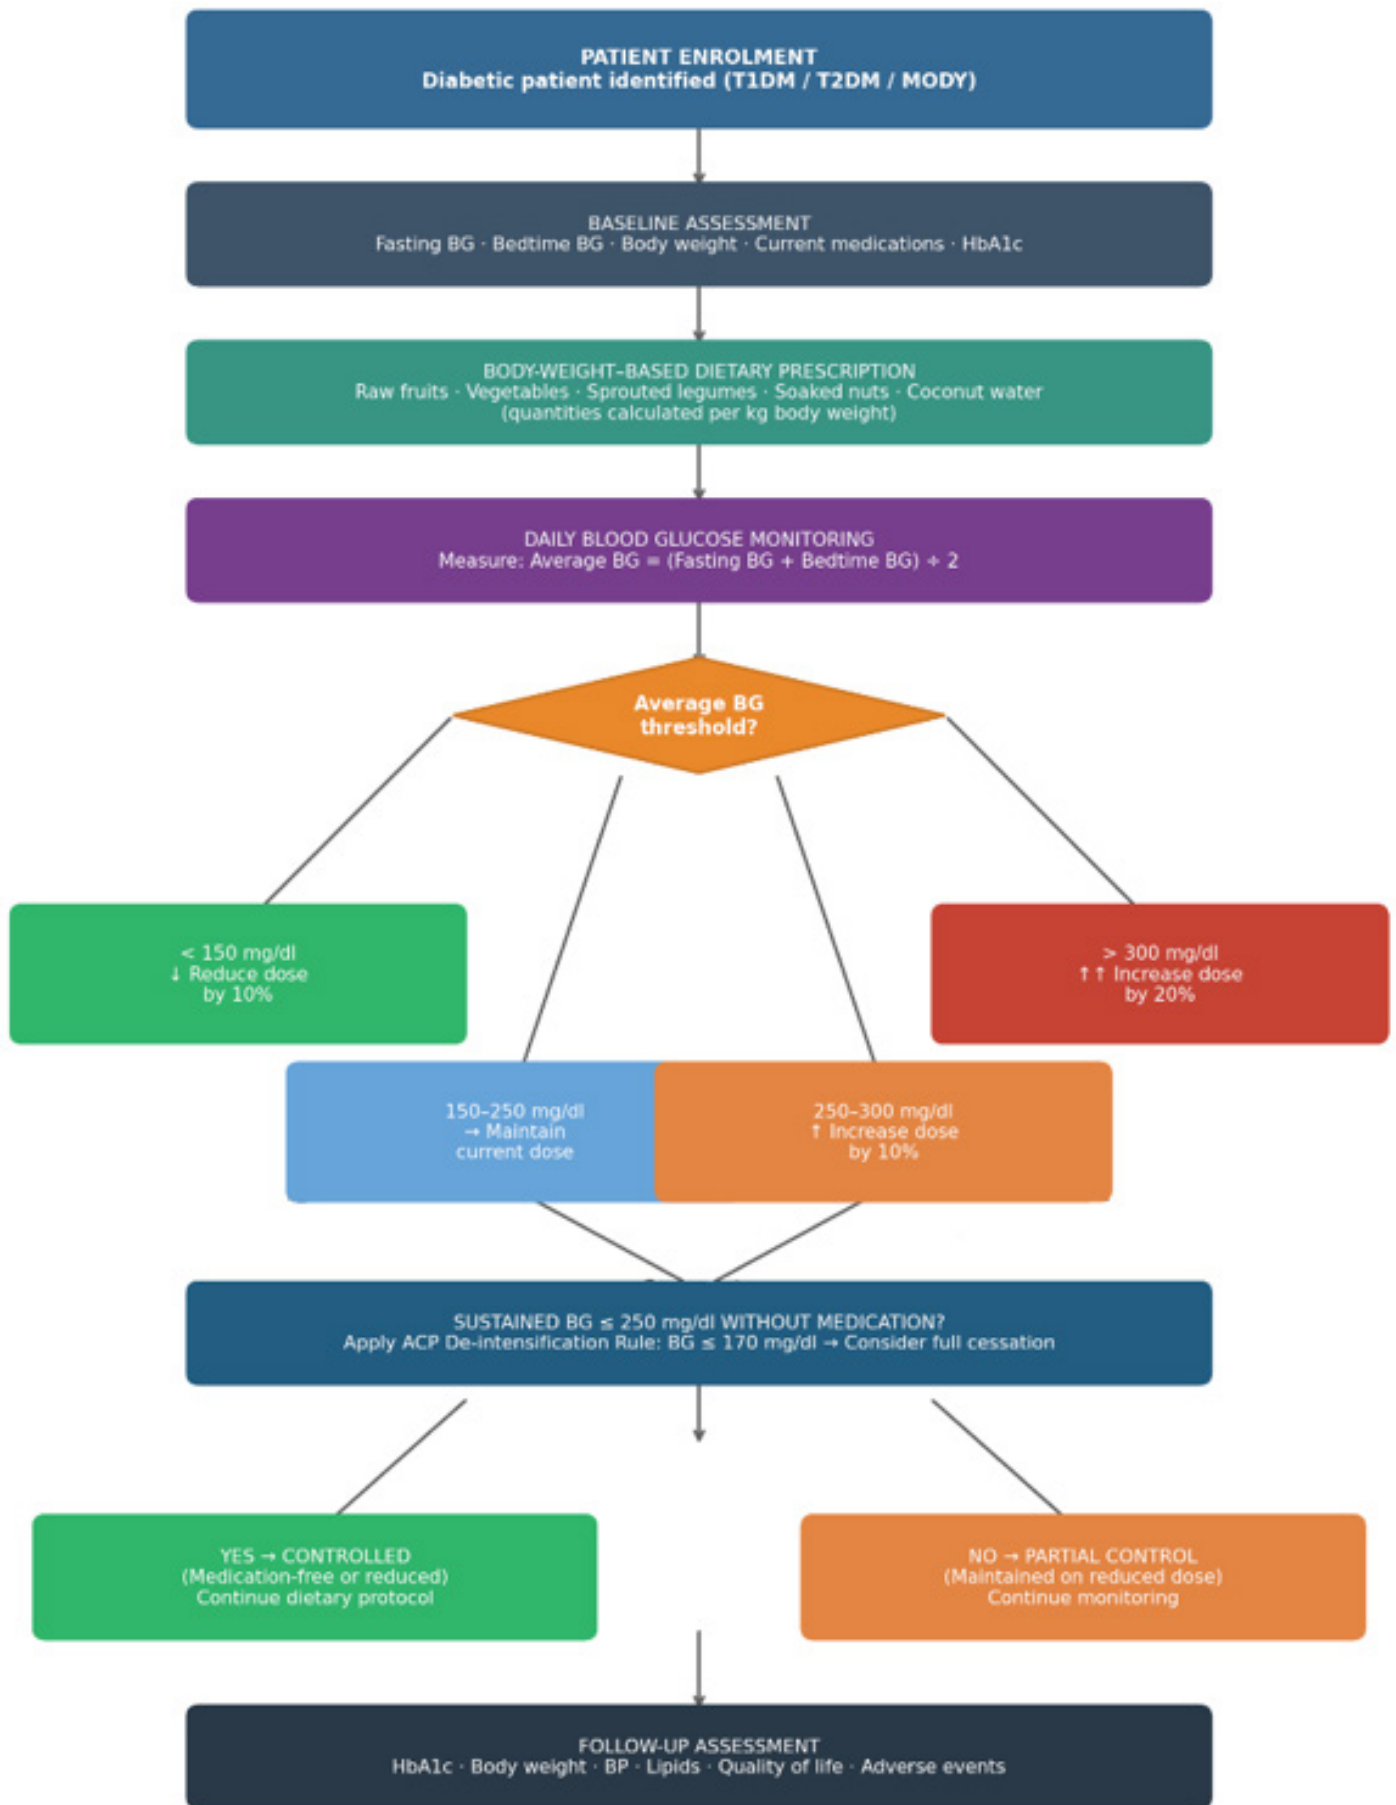 PATIENT ENROLMENT
Diabetic patient identified (T1DM / T2DM / MODY)
BASELINE ASSESSMENT
Fasting BG · Bedtime BG · Body weight · Current medications · HbA1c
BODY-WEIGHT–BASED DIETARY PRESCRIPTION
Raw fruits · Vegetables · Sprouted legumes · Soaked nuts · Coconut water
(quantities calculated per kg body weight)
DAILY BLOOD GLUCOSE MONITORING
Measure: Average BG = (Fasting BG + Bedtime BG) ÷ 2
Average BG
threshold?
< 150 mg/dl
↓ Reduce dose
by 10%
> 300 mg/dl
↑↑ Increase dose
by 20%
150–250 mg/dl
→ Maintain
current dose
250–300 mg/dl
↑ Increase dose
by 10%
SUSTAINED BG ≤ 250 mg/dl WITHOUT MEDICATION?
Apply ACP De-intensification Rule: BG ≤ 170 mg/dl → Consider full cessation
YES → CONTROLLED
(Medication-free or reduced)
Continue dietary protocol
NO → PARTIAL CONTROL
(Maintained on reduced dose)
Continue monitoring
FOLLOW-UP ASSESSMENT
HbA1c · Body weight · BP · Lipids · Quality of life · Adverse events